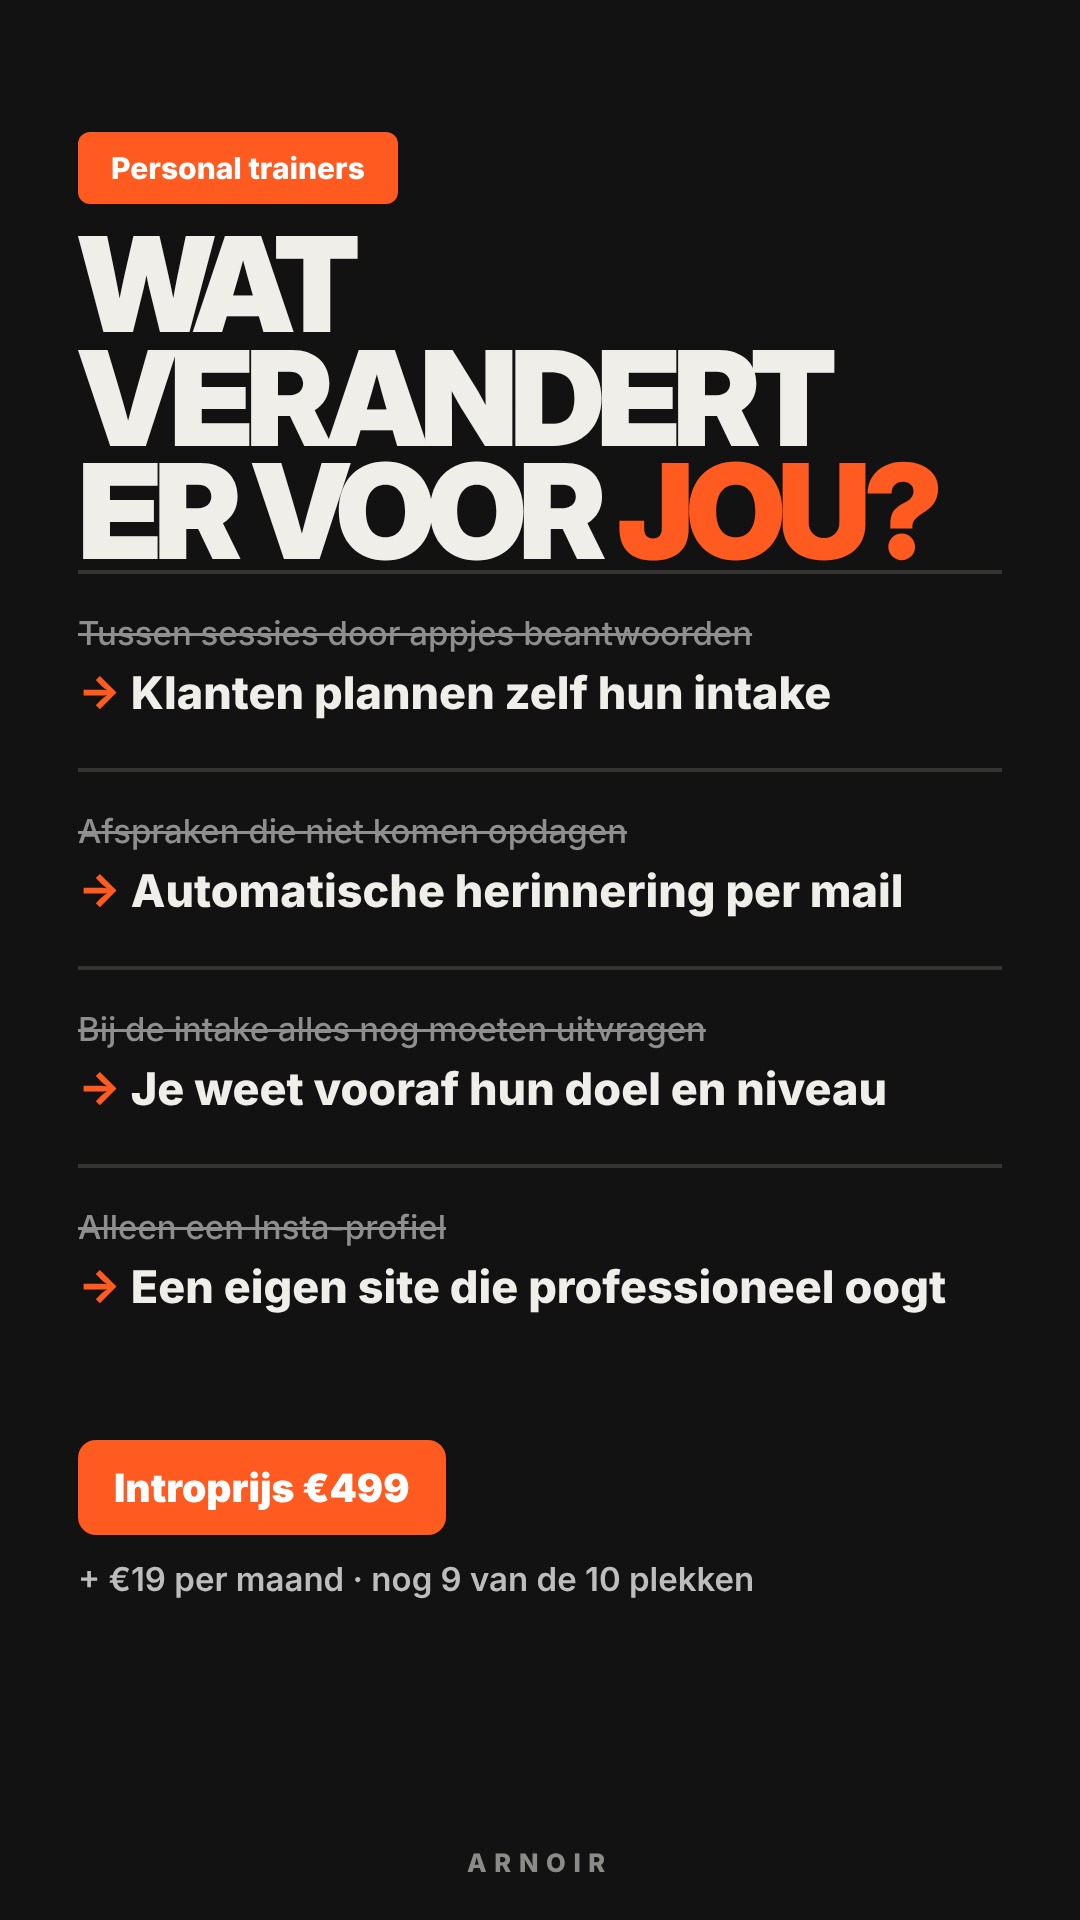 Personal trainers
WAT
VERANDERT
ER VOOR JOU?
Tussen sessies door appjes beantwoorden
→ Klanten plannen zelf hun intake
Afspraken die niet komen opdagen
→ Automatische herinnering per mail
Bij de intake alles nog moeten uitvragen
→ Je weet vooraf hun doel en niveau
Alleen een Insta-profiel
→ Een eigen site die professioneel oogt
Introprijs €499
+ €19 per maand · nog 9 van de 10 plekken
ARNOIR